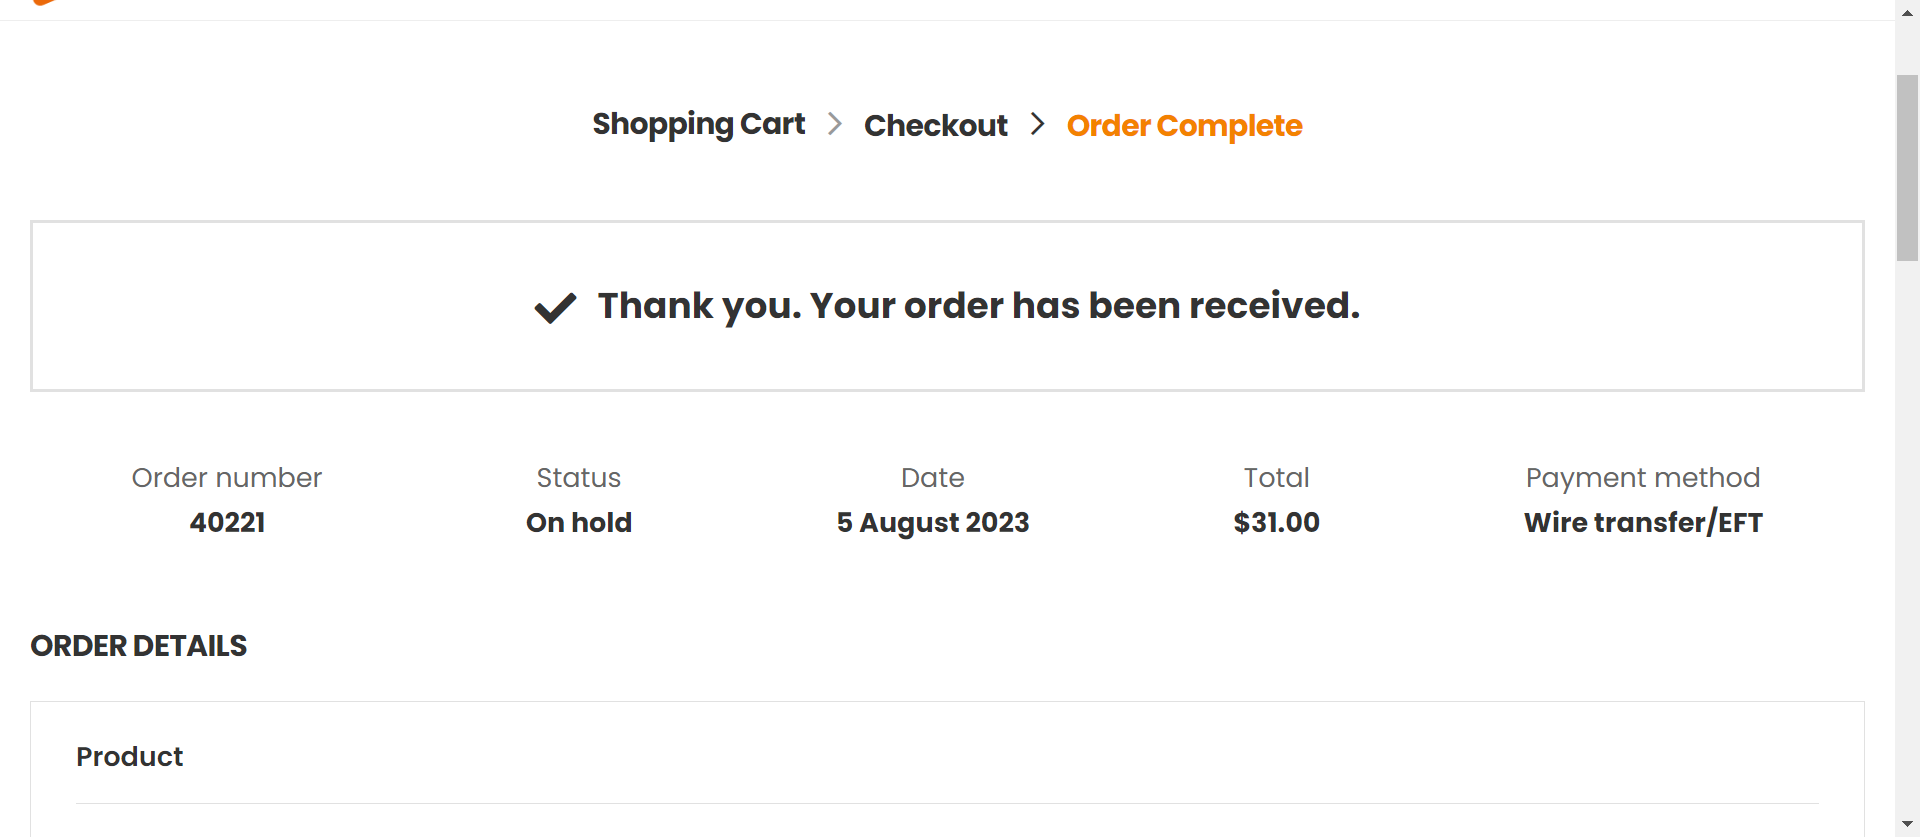 Shopping Cart > Checkout > Order Complete
Thank you. Your order has been received.
Order number Status Date Total Payment method
40221 On hold 5 August 2023 $31.00 Wire transfer/EFT
ORDER DETAILS
Product